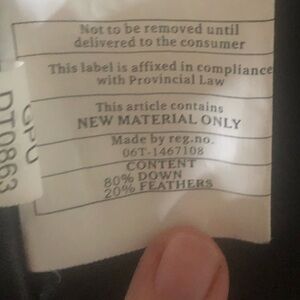 Not to be removed until
delivered to the consumer
This label is affixed in compliance
with Provincial Law
This article contains
NEW MATERIAL ONLY
Made by reg.no.
06T-1467108
CONTENT
80% DOWN
20% FEATHERS
GPU
DT0863